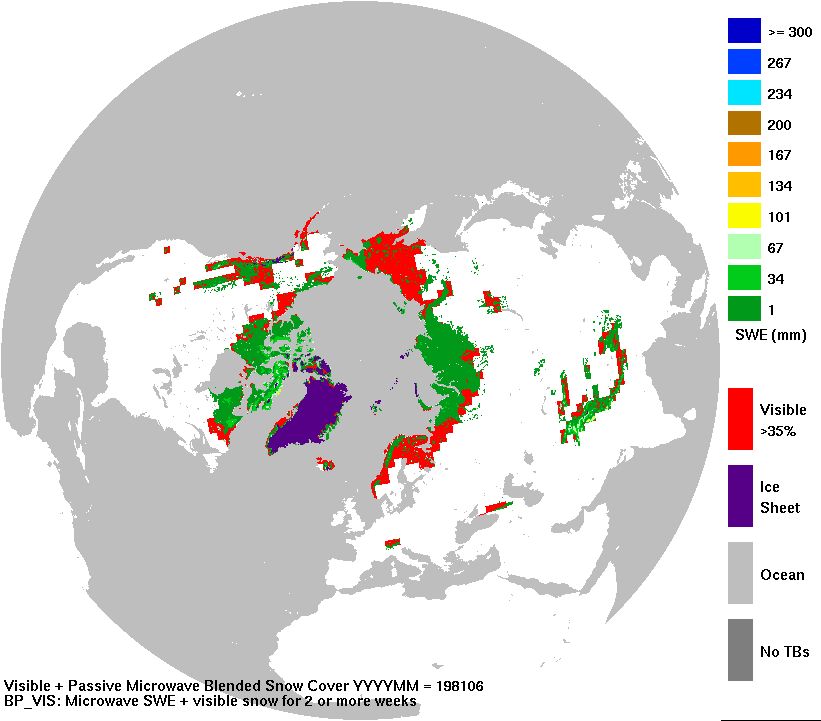 >= 300
267
234
200
167
134
101
67
34
1
SWE (mm)
Visible
>35%
Ice
Sheet
Ocean
No TBs
Visible + Passive Microwave Blended Snow Cover YYYYMM = 198106
BP_VIS: Microwave SWE + visible snow for 2 or more weeks